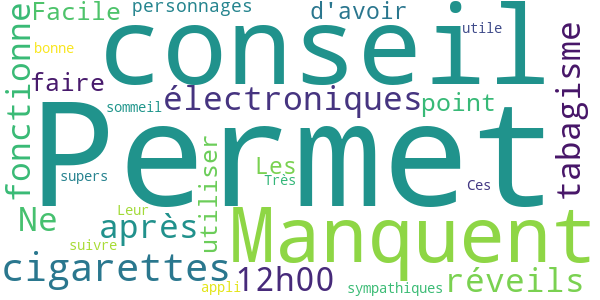 Facile
personnages
d'avoir
conseil
utile
bonne
fonctionne
faire
sommeil
électroniques
point
tabagisme
Permet
supers
utiliser
Les
Très
Ces
Ne
Leur
après
Manquent
suivre
cigarettes
12h00
appli
sympathiques
réveils